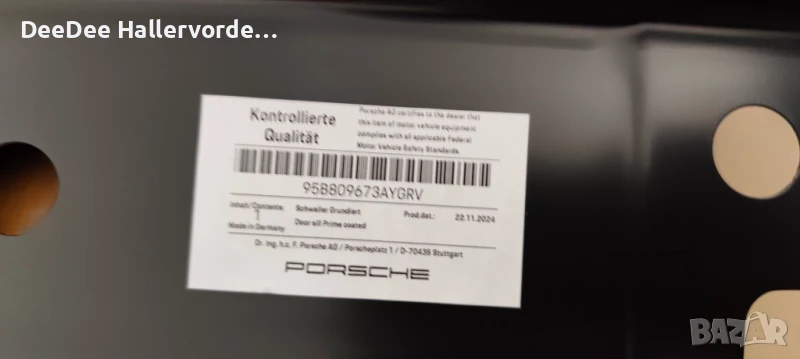 DeeDee Hallervorde...
Kontrollierte
Qualität
Porsche AG certifies to the dealer that
this item of motor vehicle equipment
complies with all applicable Federal
Motor Vehicle Safety Standards.
95B809673AYGRV
Inhalt/Contents:
1
Made in Germany
Schweller Grundiert
Door sill Prime coated
Prod.dat.: 22.11.2024
Dr. Ing. h.c. F. Porsche AG / Porscheplatz 1 / D-70435 Stuttgart
PORSCHE
BAZAR